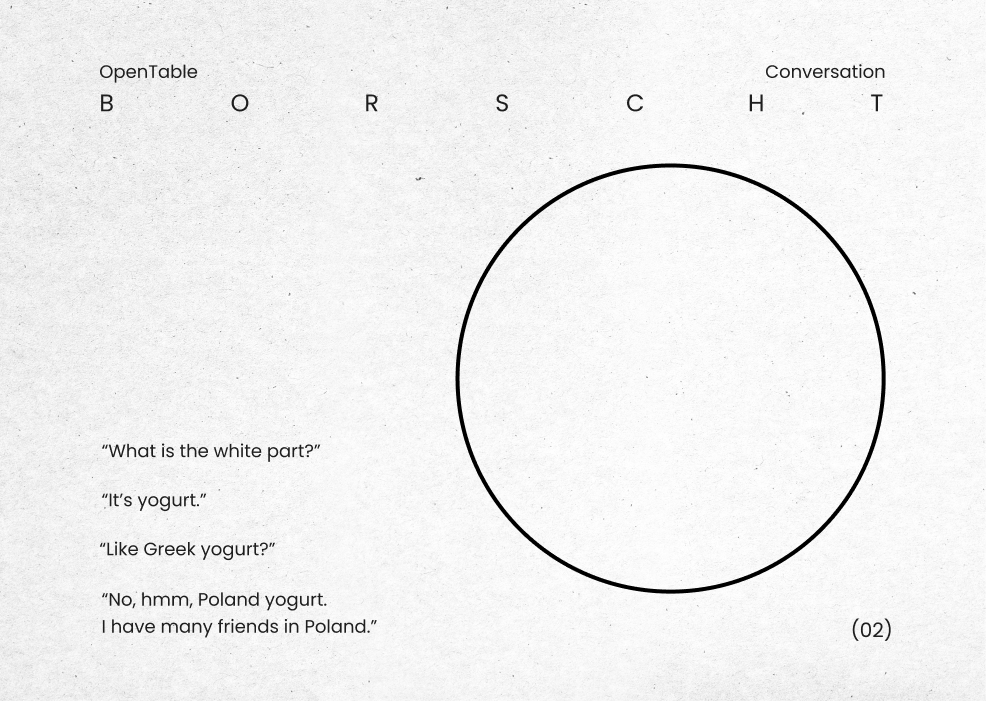 OpenTable
Conversation
B O R S C H T
“What is the white part?”
“It’s yogurt.”
“Like Greek yogurt?”
“No, hmm, Poland yogurt.
I have many friends in Poland.”
(02)